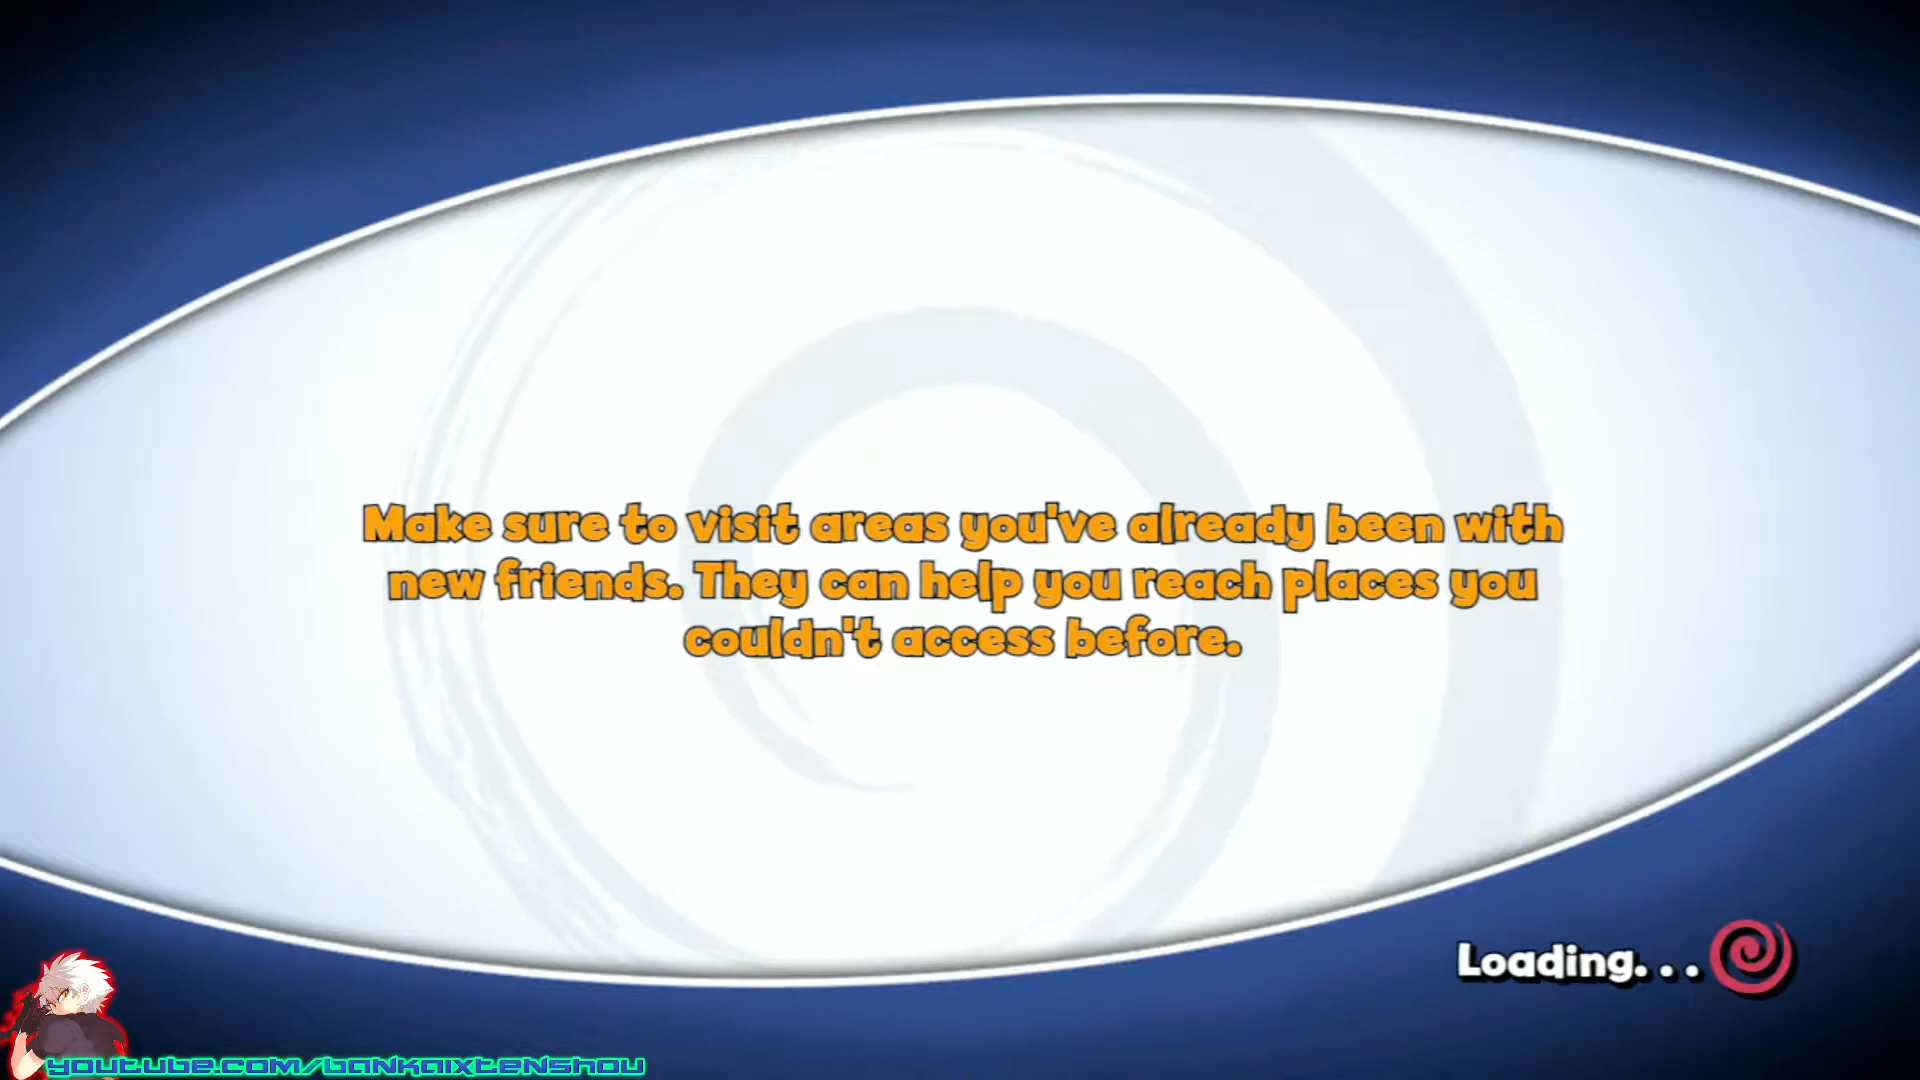 Make sure to visit areas you've already been with
new friends. They can help you reach places you
couldn't access before.
Loading...
youtube.com/bankaixtenshou